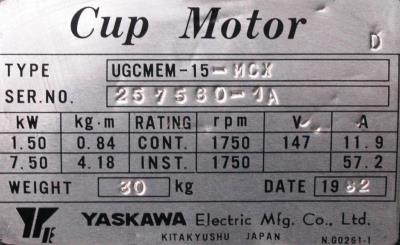 Cup Motor
D
TYPE UGCMEM-15-MCX
SER.NO. 257530-1A
kW kg·m RATING rpm V A
1.50 0.84 CONT. 1750 147 11.9
7.50 4.18 INST. 1750 57.2
WEIGHT 30 kg DATE 1982
YE YASKAWA Electric Mfg. Co., Ltd.
KITAKYUSHU JAPAN N.G0261-1